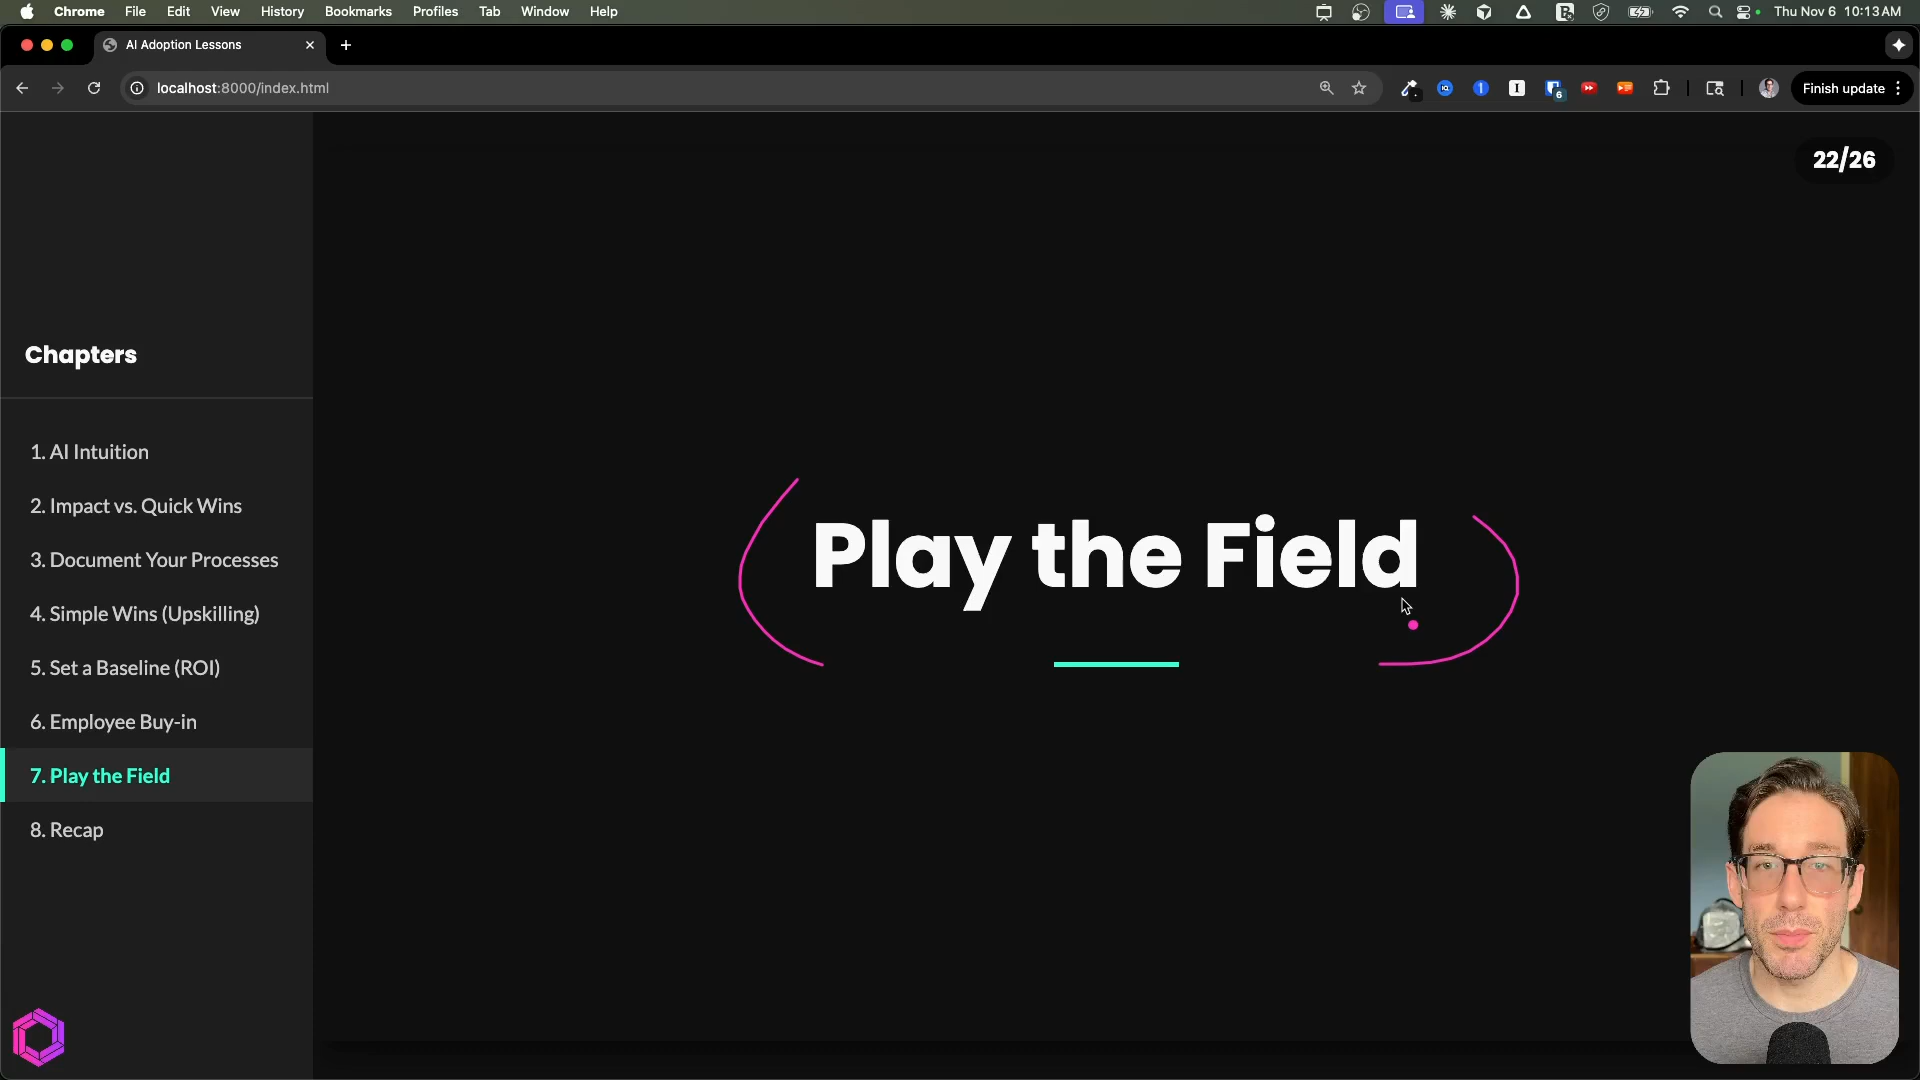 Chrome File Edit View History Bookmarks Profiles Tab Window Help
Thu Nov 6 10:13 AM
AI Adoption Lessons
localhost:8000/index.html
6
Finish update
22/26
Chapters
1. AI Intuition
2. Impact vs. Quick Wins
3. Document Your Processes
4. Simple Wins (Upskilling)
5. Set a Baseline (ROI)
6. Employee Buy-in
7. Play the Field
8. Recap
Play the Field